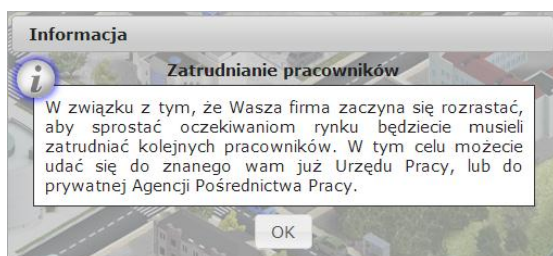 Informacja
Zatrudnianie pracowników
W związku z tym, że Wasza firma zaczyna się rozrastać,
aby sprostać oczekiwaniom rynku będziecie musieli
zatrudniać kolejnych pracowników. W tym celu możecie
udać się do znanego wam już Urzędu Pracy, lub do
prywatnej Agencji Pośrednictwa Pracy.
OK